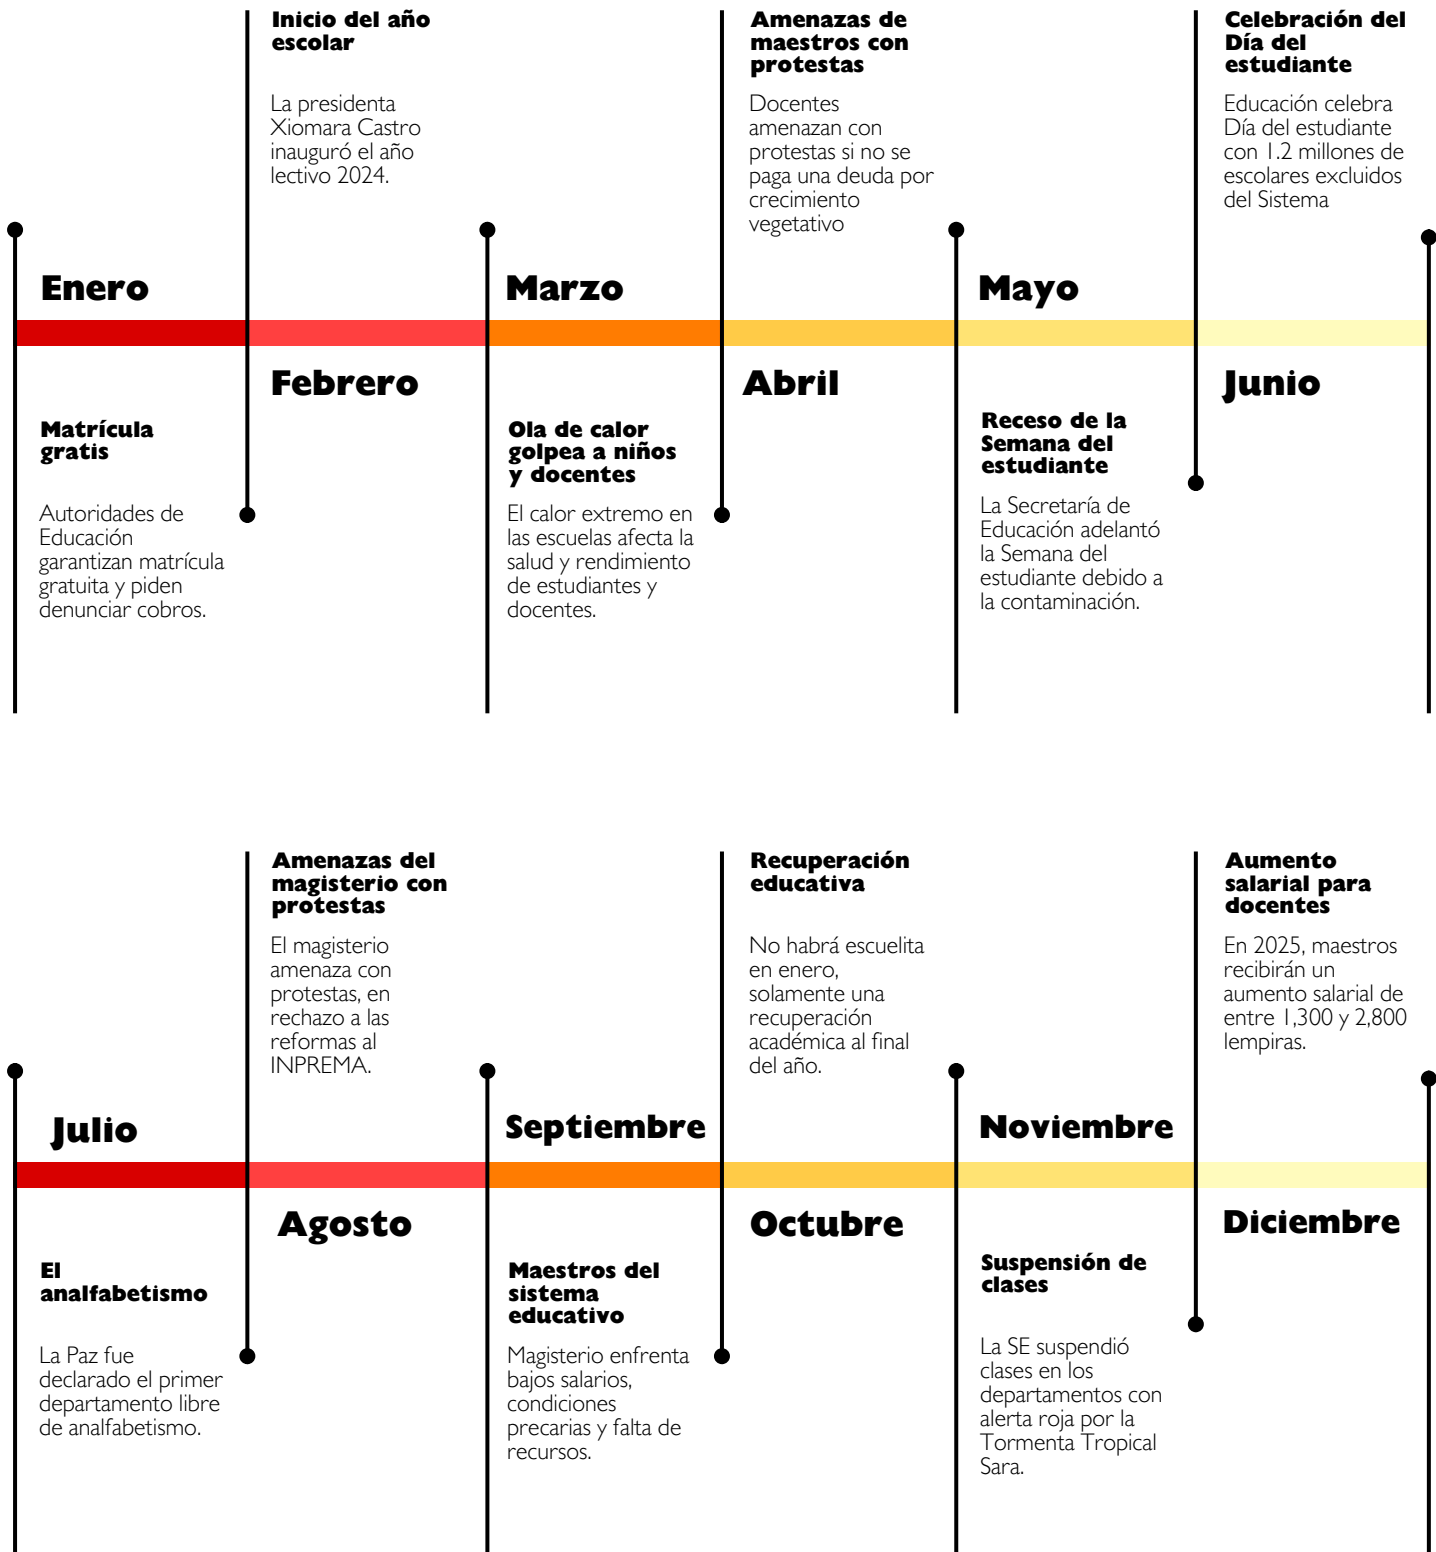 Inicio del año
escolar
La presidenta
Xiomara Castro
inauguró el año
lectivo 2024.
Amenazas de
maestros con
protestas
Docentes
amenazan con
protestas si no se
paga una deuda por
crecimiento
vegetativo
Celebración del
Día del
estudiante
Educación celebra
Día del estudiante
con 1.2 millones de
escolares excluidos
del Sistema
Enero
Marzo
Mayo
Febrero
Abril
Junio
Matrícula
gratis
Autoridades de
Educación
garantizan matrícula
gratuita y piden
denunciar cobros.
Ola de calor
golpea a niños
y docentes
El calor extremo en
las escuelas afecta la
salud y rendimiento
de estudiantes y
docentes.
Receso de la
Semana del
estudiante
La Secretaría de
Educación adelantó
la Semana del
estudiante debido a
la contaminación.
Amenazas del
magisterio con
protestas
El magisterio
amenaza con
protestas, en
rechazo a las
reformas al
INPREMA.
Recuperación
educativa
No habrá escuelita
en enero,
solamente una
recuperación
académica al final
del año.
Aumento
salarial para
docentes
En 2025, maestros
recibirán un
aumento salarial de
entre 1,300 y 2,800
lempiras.
Julio
Septiembre
Noviembre
Agosto
Octubre
Diciembre
El
analfabetismo
La Paz fue
declarado el primer
departamento libre
de analfabetismo.
Maestros del
sistema
educativo
Magisterio enfrenta
bajos salarios,
condiciones
precarias y falta de
recursos.
Suspensión de
clases
La SE suspendió
clases en los
departamentos con
alerta roja por la
Tormenta Tropical
Sara.